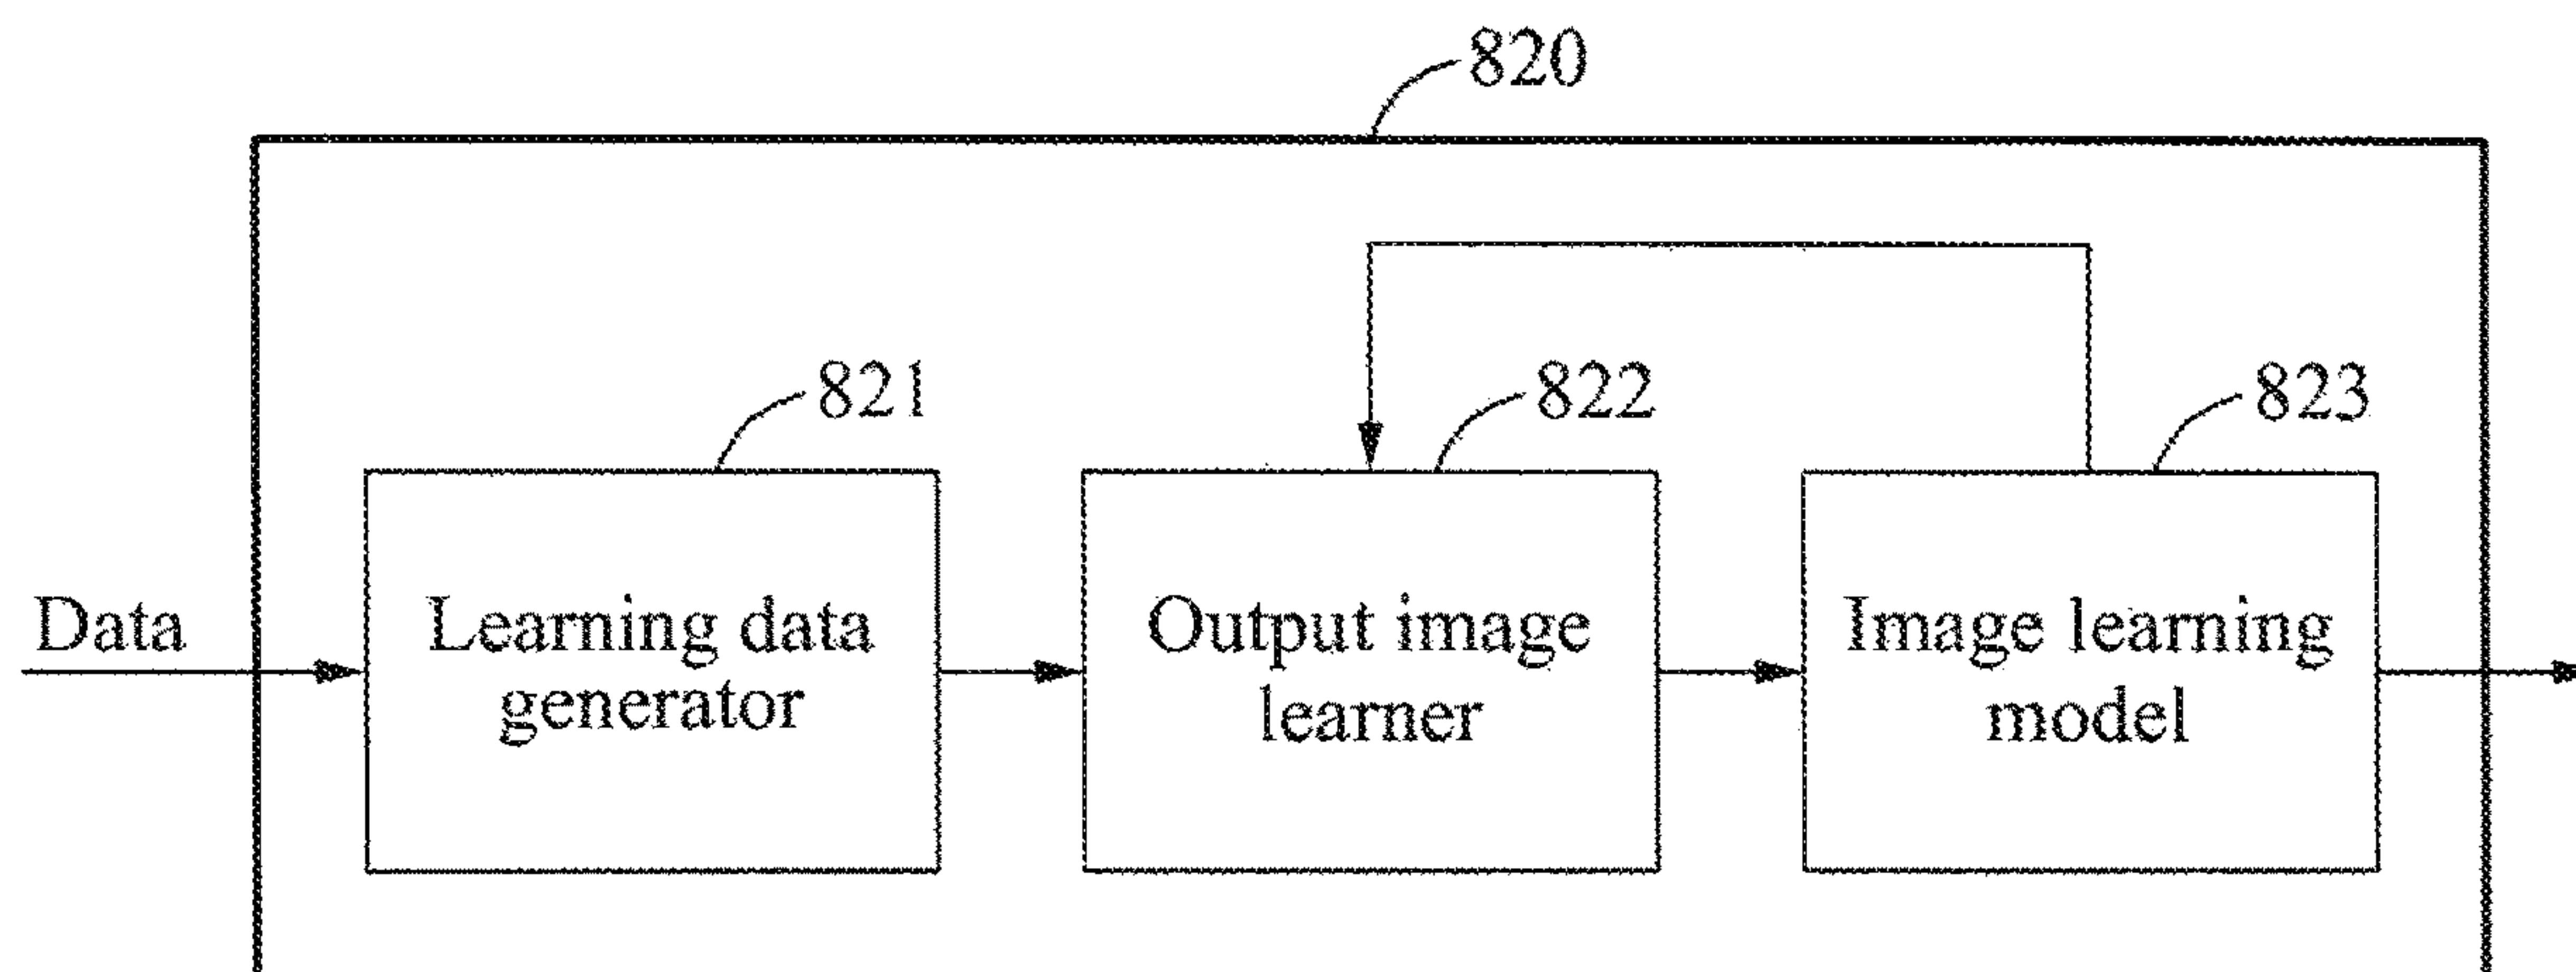 820
821
822
823
Data
Learning data
generator
Output image
learner
Image learning
model